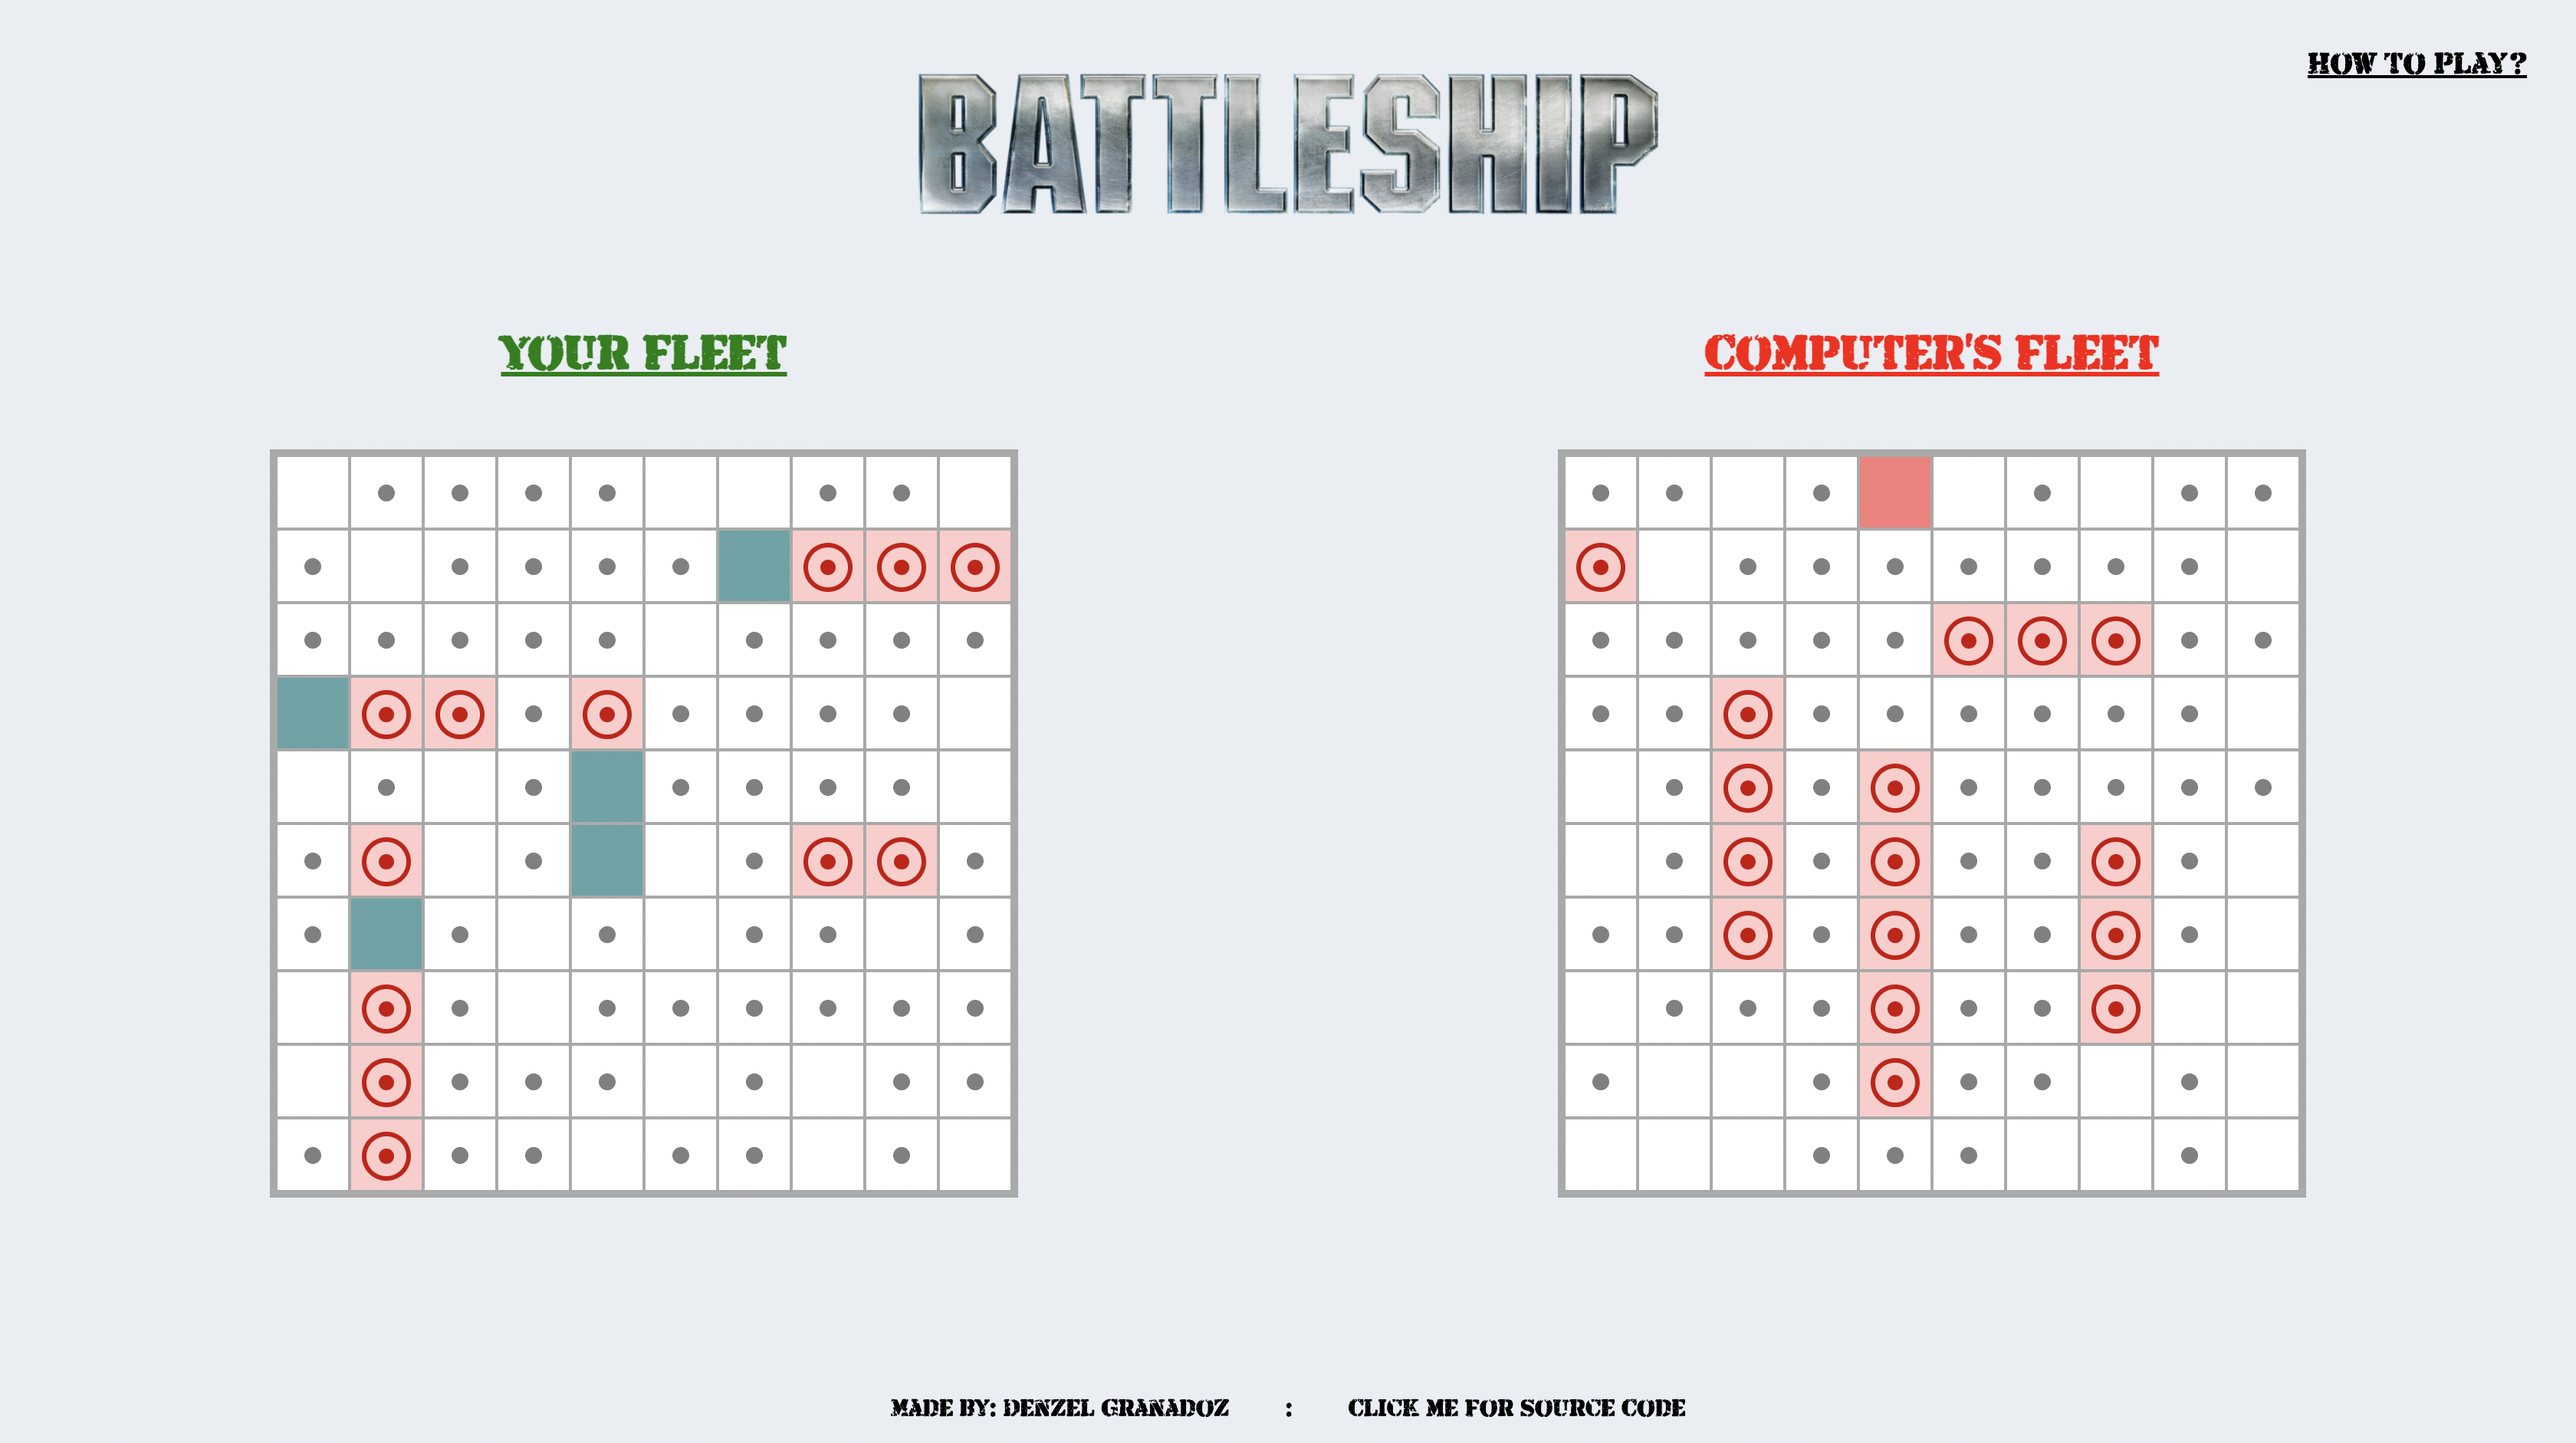 HOW TO PLAY?
BATTLESHIP
YOUR FLEET
COMPUTER'S FLEET
MADE BY: DENZEL GRANADOZ : CLICK ME FOR SOURCE CODE